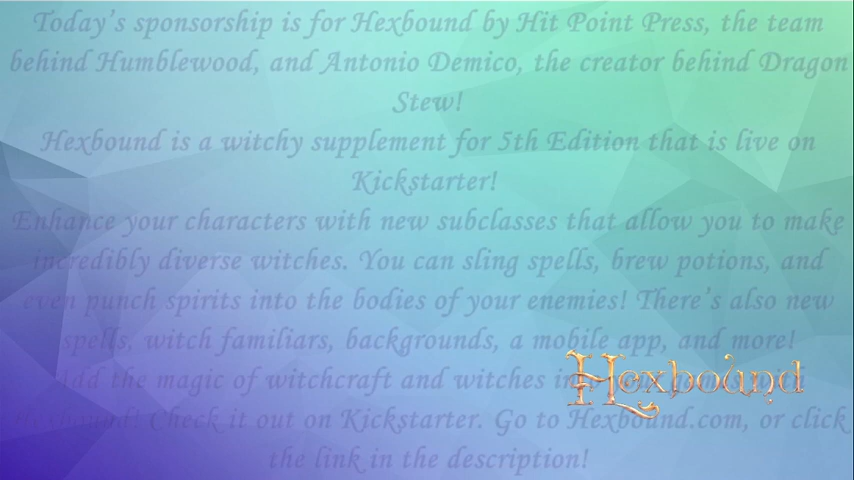 Today's sponsorship is for Hexbound by Hit Point Press, the team
behind Humblewood, and Antonio Demico, the creator behind Dragon
Stew!
Hexbound is a witchy supplement for 5th Edition that is live on
Kickstarter!
Enhance your characters with new subclasses that allow you to make
incredibly diverse witches. You can sling spells, brew potions, and
even punch spirits into the bodies of your enemies! There's also new
spells, witch familiars, backgrounds, a mobile app, and more!
Add the magic of witchcraft and witches
Hexbound
Check it out on Kickstarter. Go to Hexbound.com, or click
the link in the description!